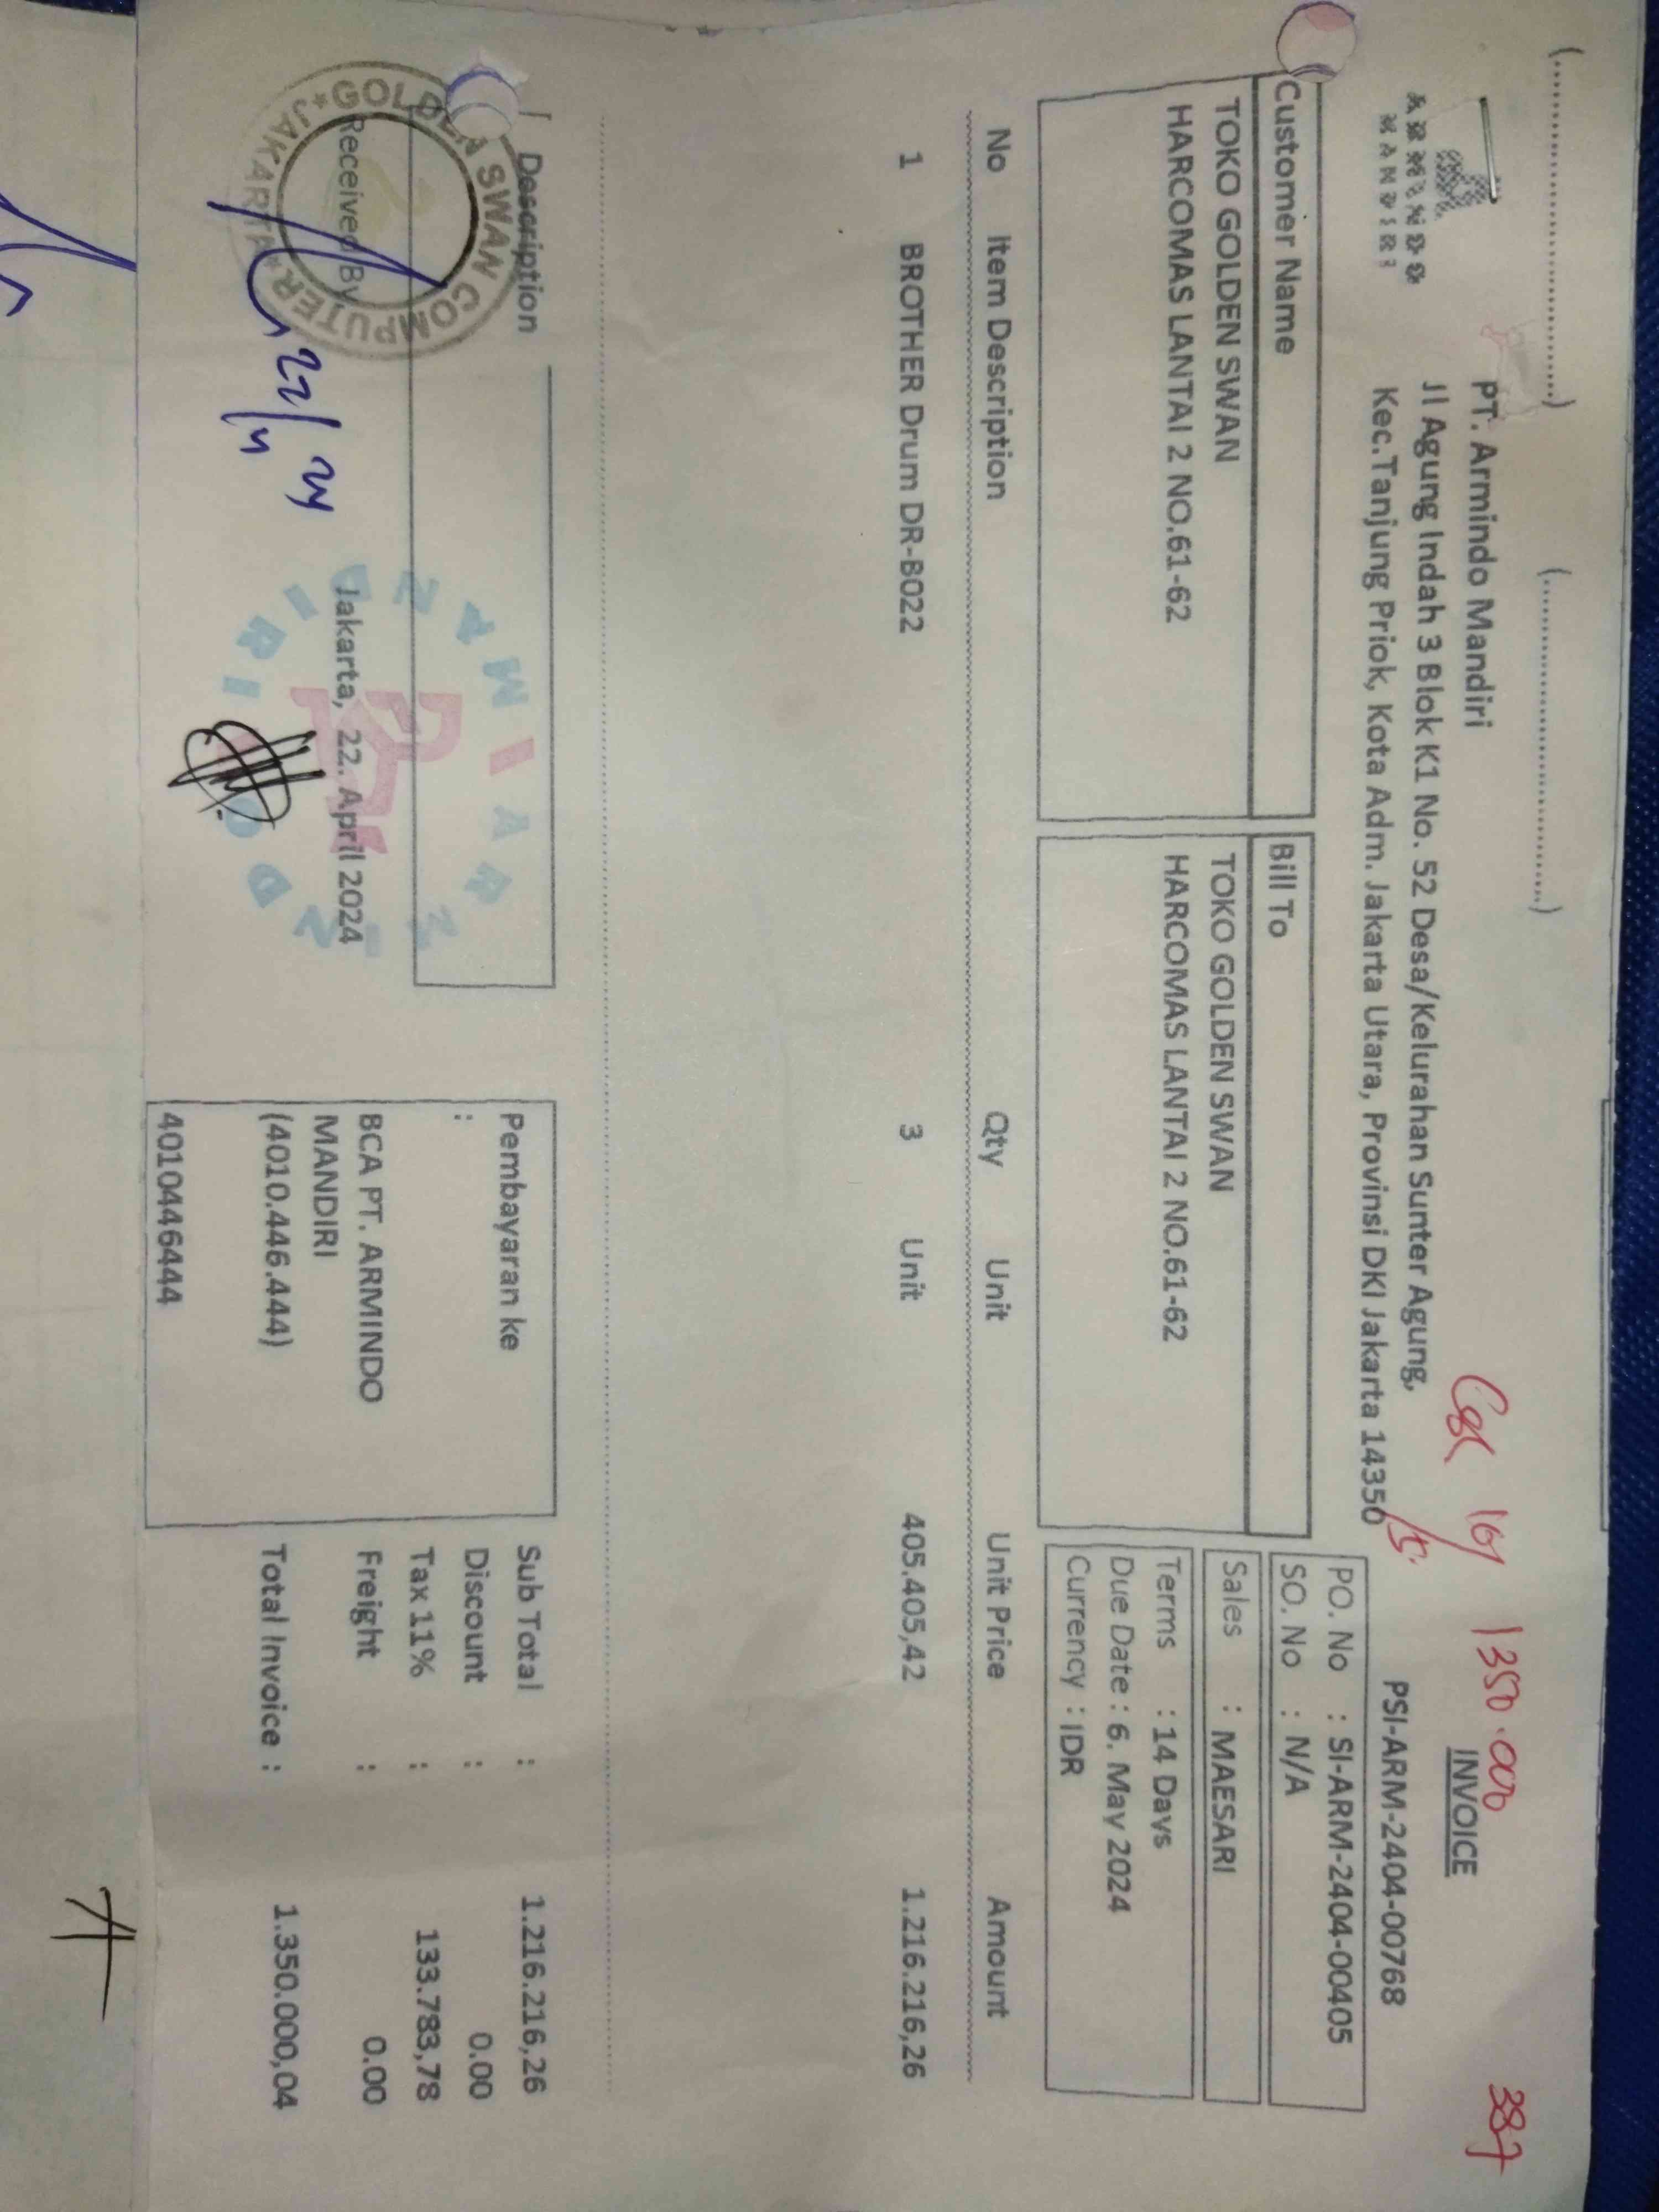 (..............................)
(..............................)
ARMINDO
MANDIRI
PT. Armindo Mandiri
Jl Agung Indah 3 Blok K1 No. 52 Desa/Kelurahan Sunter Agung,
Kec.Tanjung Priok, Kota Adm. Jakarta Utara, Provinsi DKI Jakarta 14350
1350.000
387
INVOICE
PSI-ARM-2404-00768
PO. No : SI-ARM-2404-00405
SO. No : N/A
Sales : MAESARI
Terms : 14 Days
Due Date : 6. May 2024
Currency : IDR
Customer Name
TOKO GOLDEN SWAN
HARCOMAS LANTAI 2 NO.61-62
Bill To
TOKO GOLDEN SWAN
HARCOMAS LANTAI 2 NO.61-62
No Item Description Qty Unit Unit Price Amount
1 BROTHER Drum DR-B022 3 Unit 405.405,42 1.216.216,26
Description
Received By
GOLDEN SWAN COMPUTER
*JAKARTA*
22/4 24
Jakarta, 22. April 2024
ARMINDO MANDIRI
Pembayaran ke
:
BCA PT. ARMINDO
MANDIRI
(4010.446.444)
4010446444
Sub Total : 1.216.216,26
Discount : 0.00
Tax 11% : 133.783,78
Freight : 0.00
Total Invoice : 1.350.000,04